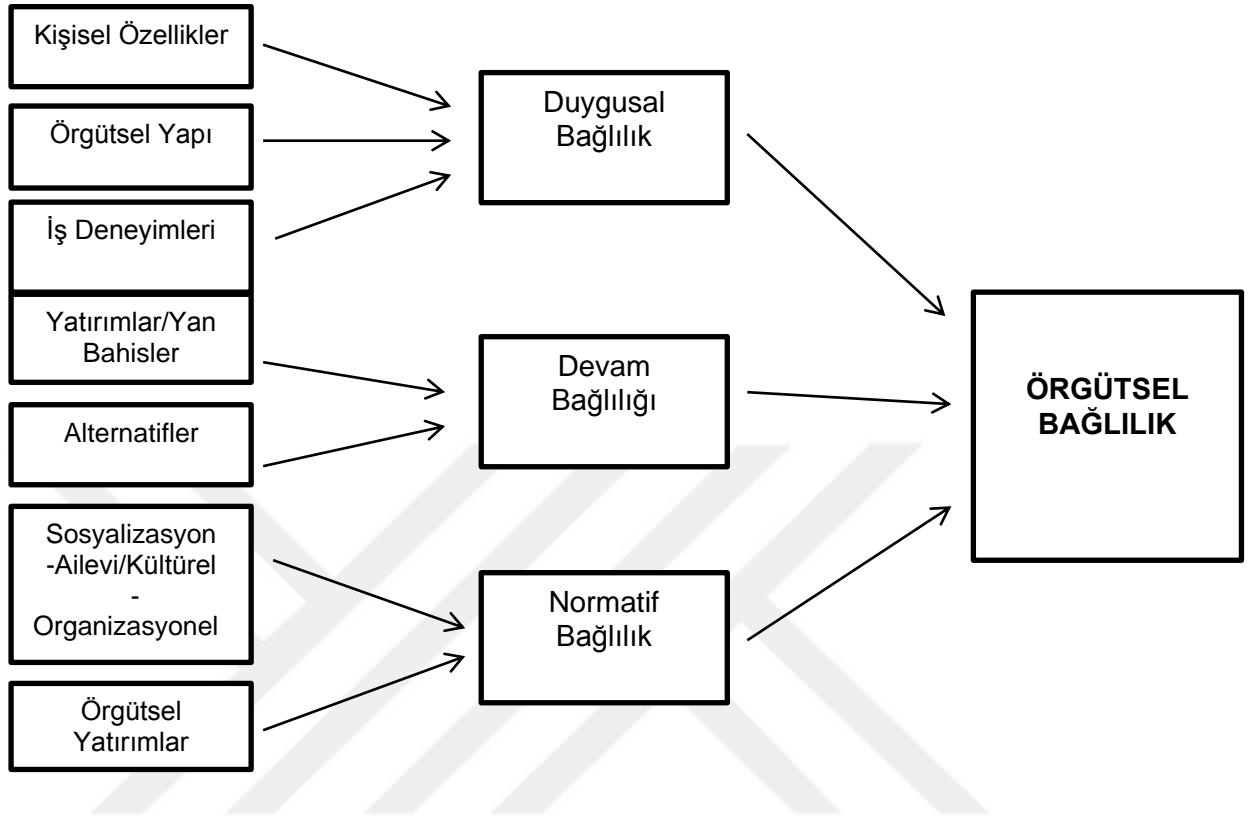 Kişisel Özellikler
Örgütsel Yapı
İş Deneyimleri
Yatırımlar/Yan
Bahisler
Alternatifler
Sosyalizasyon
-Ailevi/Kültürel
-
Organizasyonel
Örgütsel
Yatırımlar
Duygusal
Bağlılık
Devam
Bağlılığı
Normatif
Bağlılık
ÖRGÜTSEL
BAĞLILIK